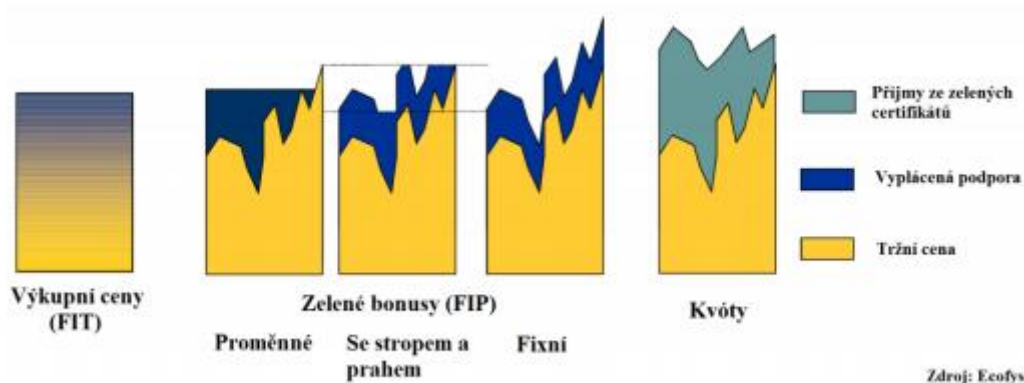 Příjmy ze zelených
certifikátů
Vyplácená podpora
Tržní cena
Výkupní ceny
(FIT)
Zelené bonusy (FIP)
Proměnné
Se stropem a
prahem
Fixní
Kvóty
Zdroj: Ecofys